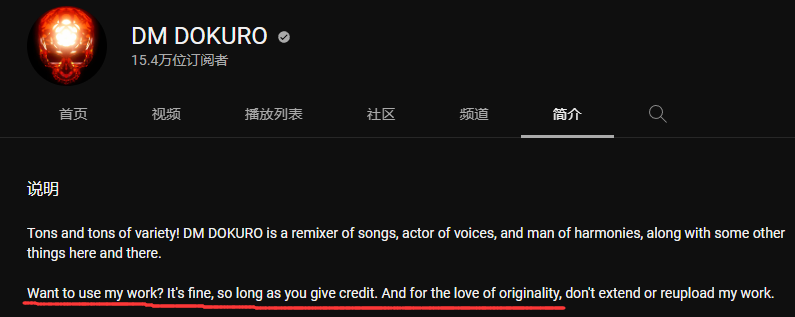 DM DOKURO
15.4万位订阅者
首页 视频 播放列表 社区 频道 简介
说明
Tons and tons of variety! DM DOKURO is a remixer of songs, actor of voices, and man of harmonies, along with some other
things here and there.
Want to use my work? It's fine, so long as you give credit. And for the love of originality, don't extend or reupload my work.